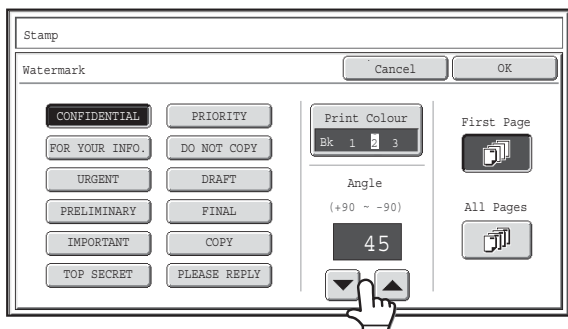 Stamp
Watermark
Cancel
OK
CONFIDENTIAL
PRIORITY
FOR YOUR INFO.
DO NOT COPY
URGENT
DRAFT
PRELIMINARY
FINAL
IMPORTANT
COPY
TOP SECRET
PLEASE REPLY
Print Colour
Bk 1 2 3
Angle
(+90 ~ -90)
45
First Page
All Pages